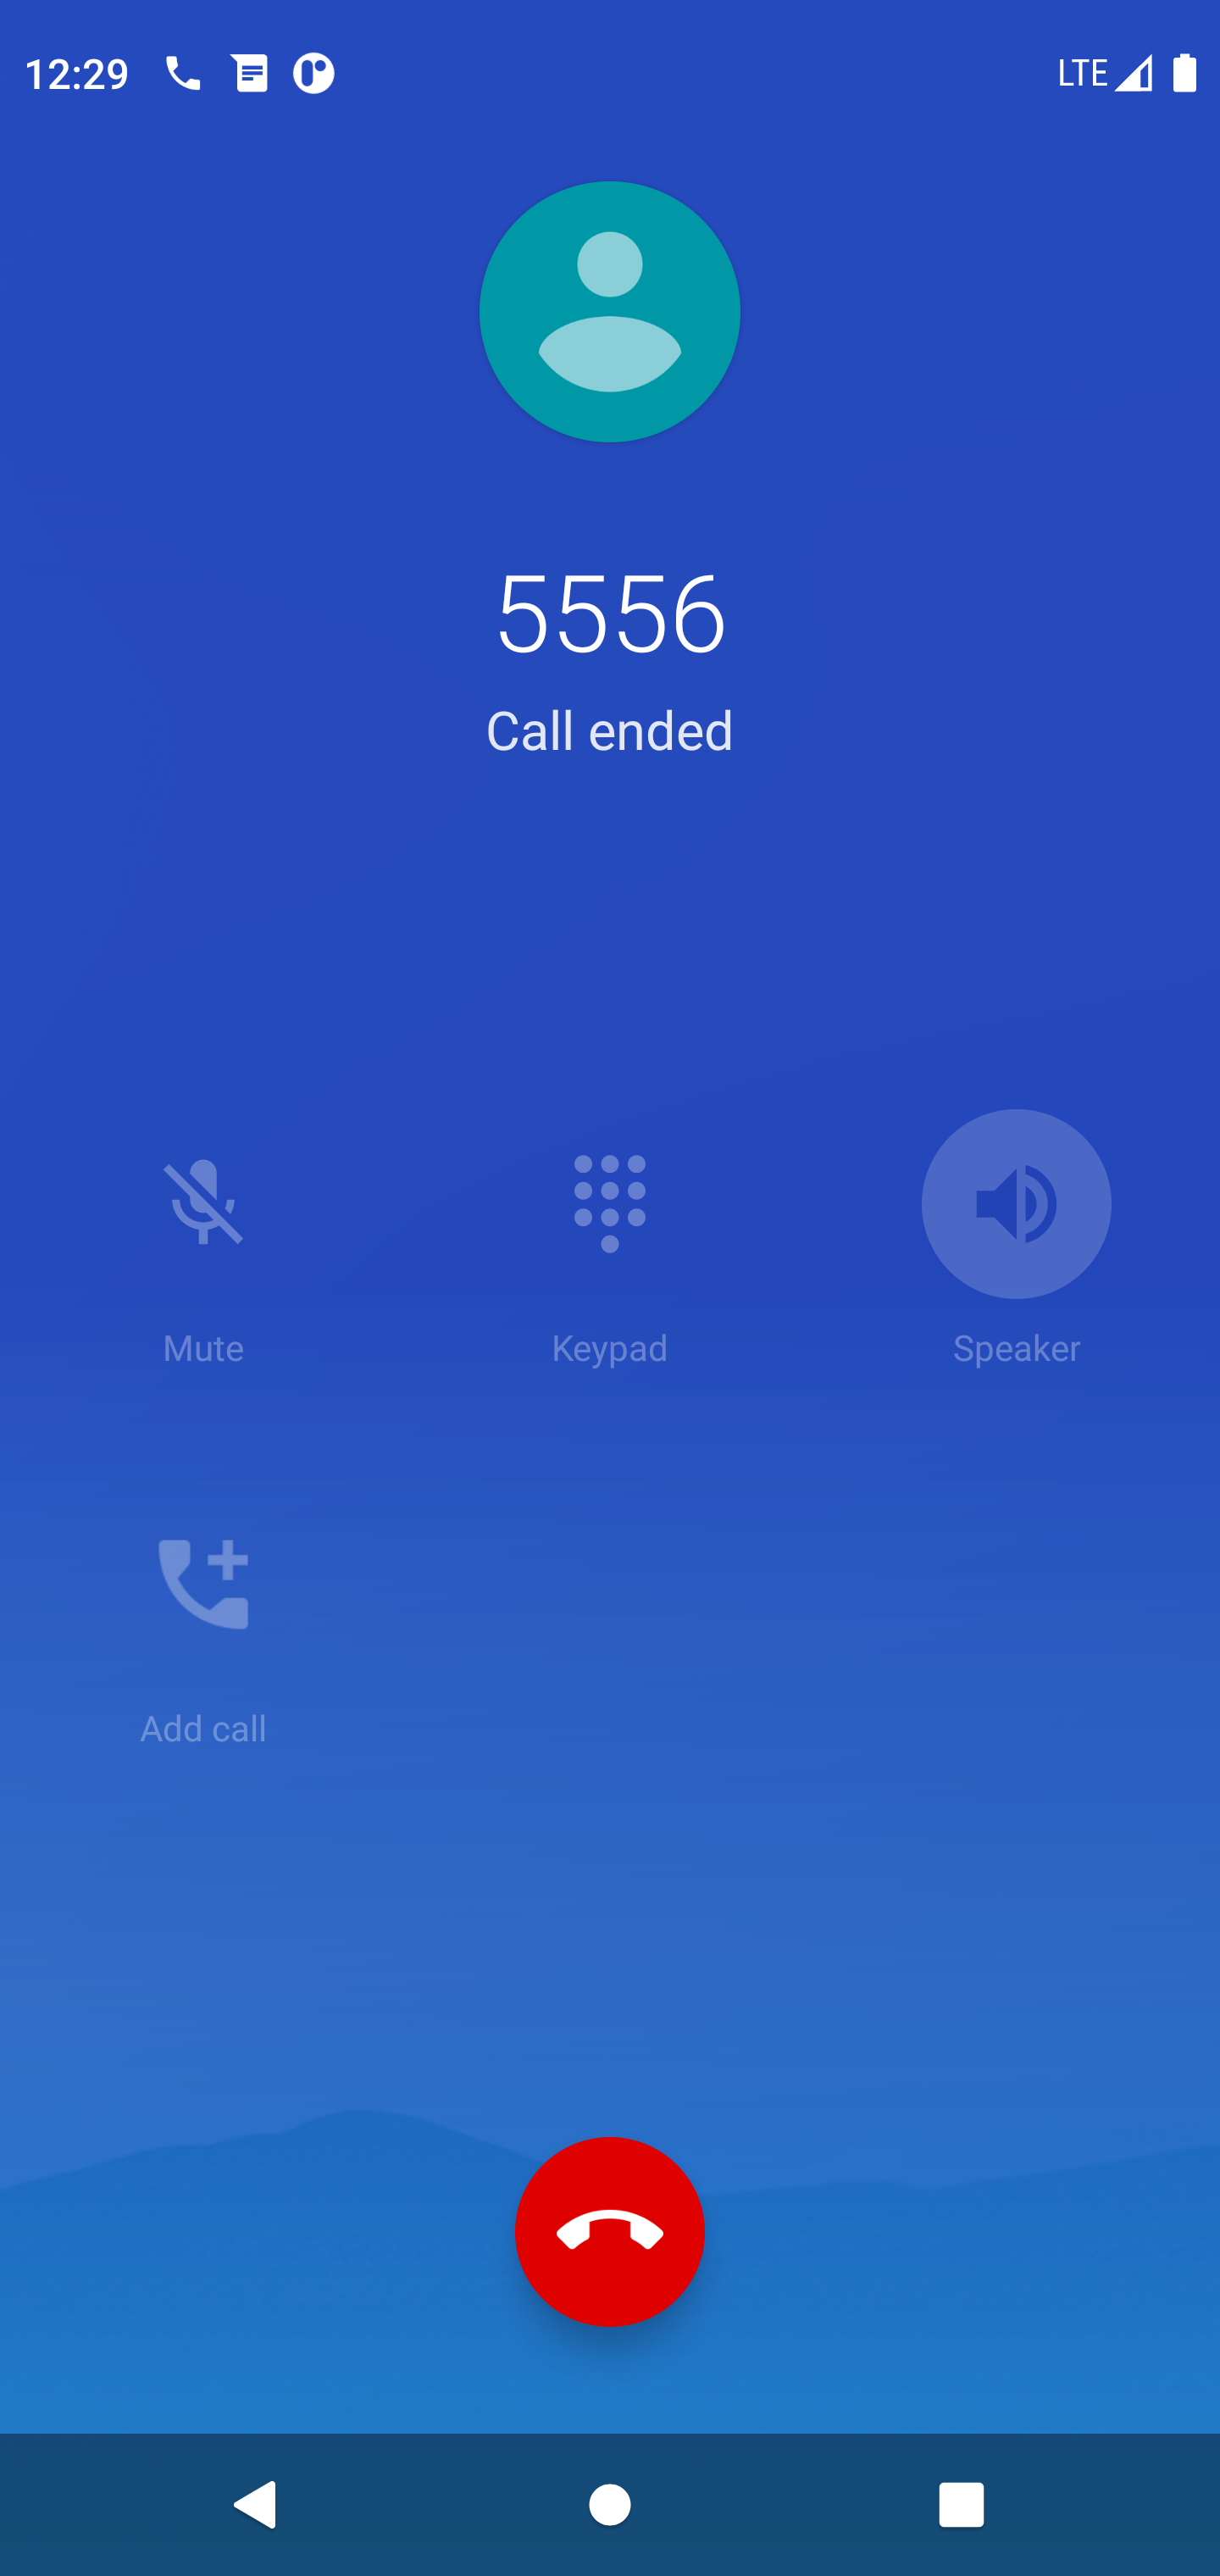 12:29
LTE
5556
Call ended
Mute
Keypad
Speaker
Add call